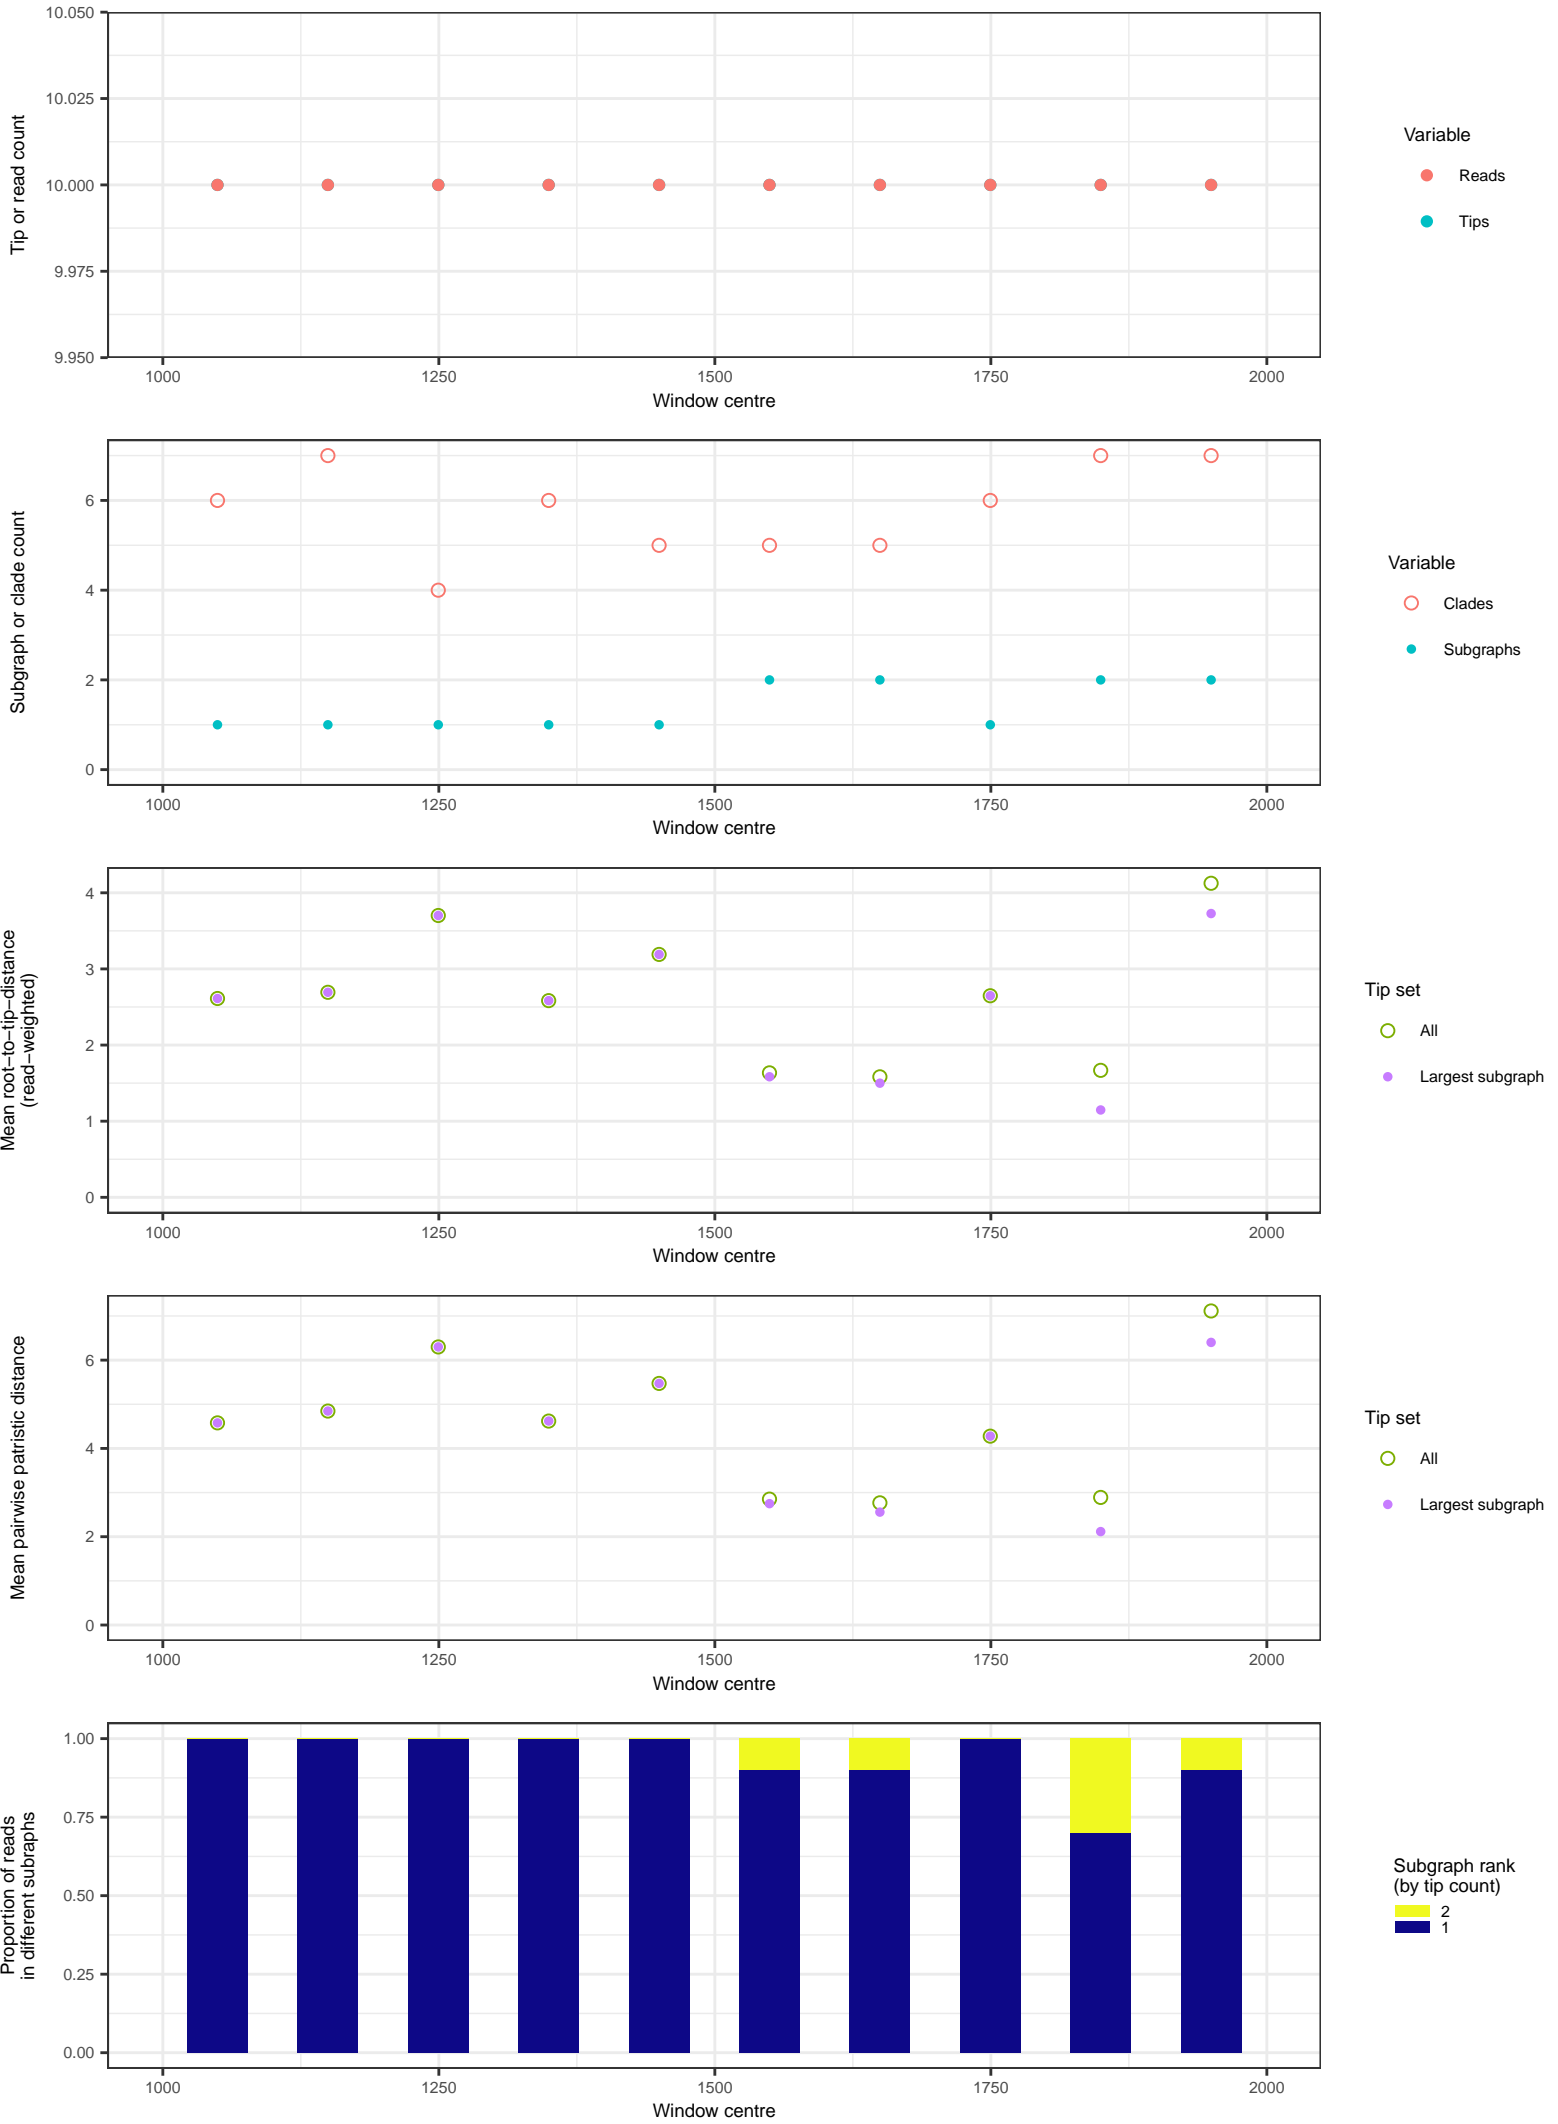 10.050
10.025
10.000
9.975
9.950
Tip or read count
1000
1250
1500
1750
2000
Window centre
Variable
Reads
Tips
6
4
2
0
Subgraph or clade count
1000
1250
1500
1750
2000
Window centre
Variable
Clades
Subgraphs
4
3
2
1
0
Mean root−to−tip−distance
(read−weighted)
1000
1250
1500
1750
2000
Window centre
Tip set
All
Largest subgraph
6
4
2
0
Mean pairwise patristic distance
1000
1250
1500
1750
2000
Window centre
Tip set
All
Largest subgraph
1.00
0.75
0.50
0.25
0.00
Proportion of reads
in different subraphs
1000
1250
1500
1750
2000
Window centre
Subgraph rank
(by tip count)
2
1